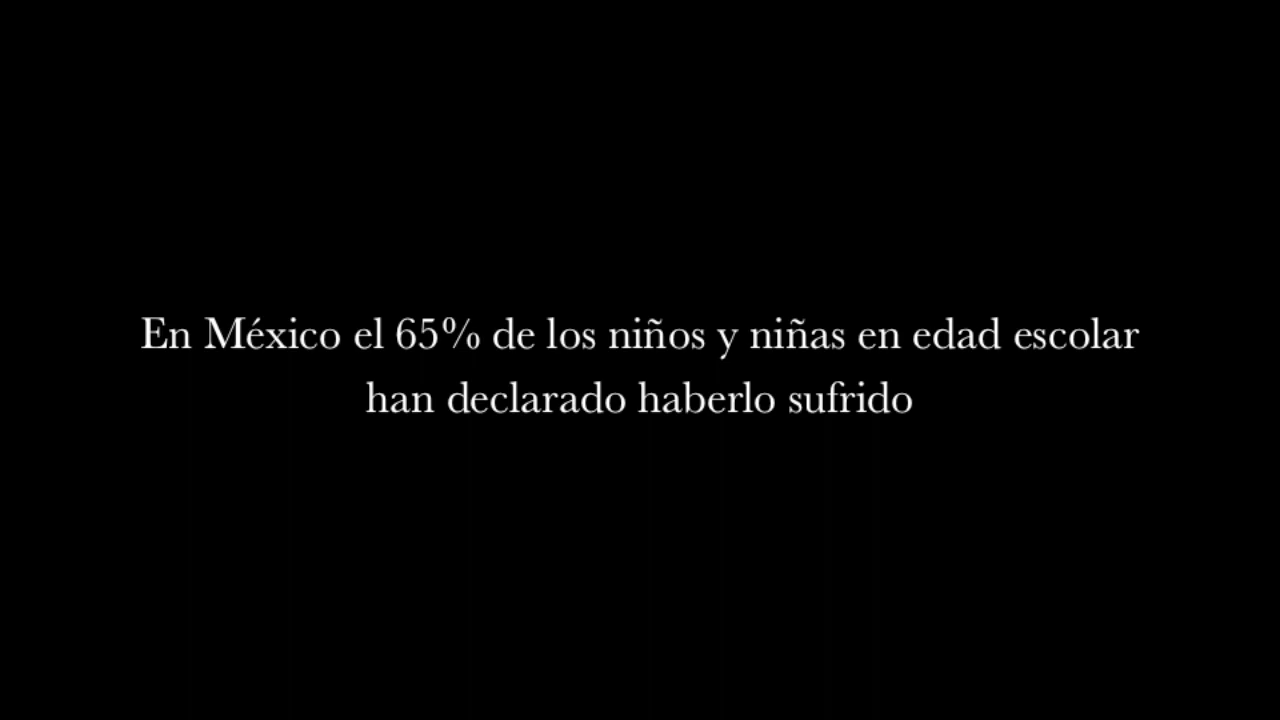 En México el 65% de los niños y niñas en edad escolar
han declarado haberlo sufrido